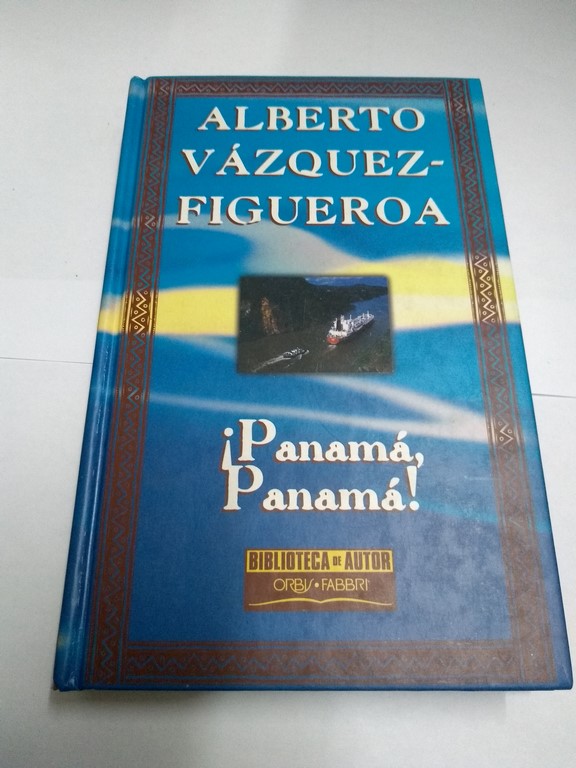 ALBERTO
VÁZQUEZ-
FIGUEROA
¡Panamá,
Panamá!
BIBLIOTECA DE AUTOR
ORBIS • FABBRI